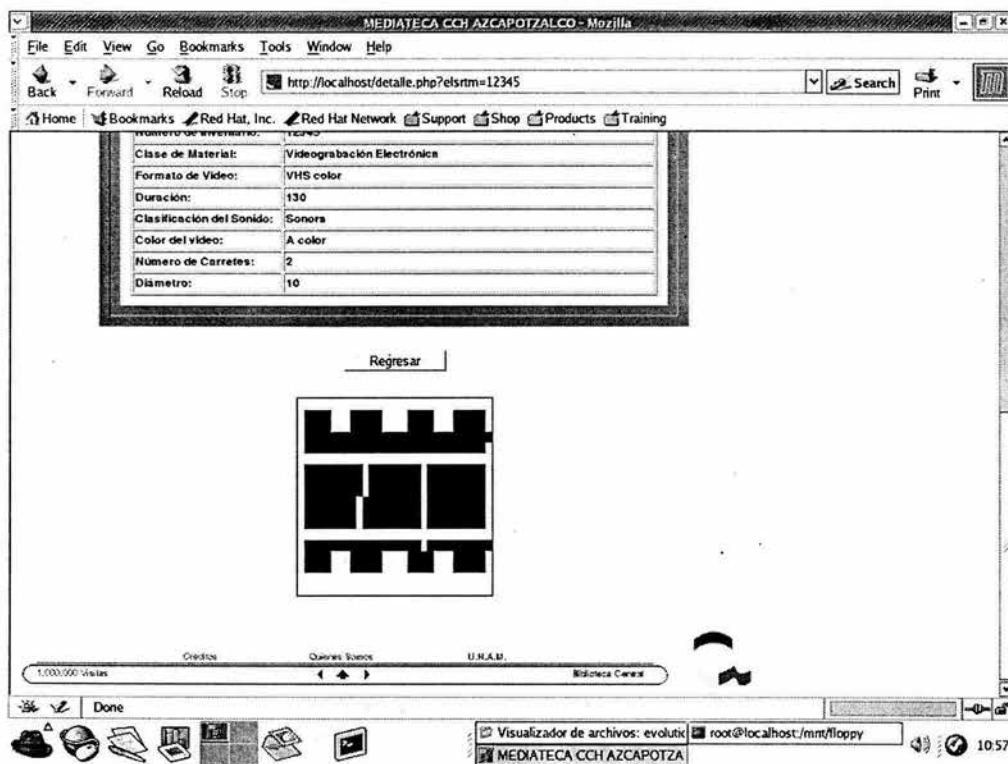 MEDIATECA CCH AZCAPOTZALCO - Mozilla
File Edit View Go Bookmarks Tools Window Help
Back Forward Reload Stop http://localhost/detalle.php?elsrtm=12345 Search Print
Home Bookmarks Red Hat, Inc. Red Hat Network Support Shop Products Training
Número de Inventario: 12345
Clase de Material: Videograbación Electrónica
Formato de Video: VHS color
Duración: 130
Clasificación del Sonido: Sonora
Color del video: A color
Número de Carretes: 2
Diámetro: 10
Regresar
Creditos Quienes Somos U.N.A.M.
1,000,000 Visitas Biblioteca Central
Done
Visualizador de archivos: evolutic root@localhost:/mnt/floppy
MEDIATECA CCH AZCAPOTZA 10:57